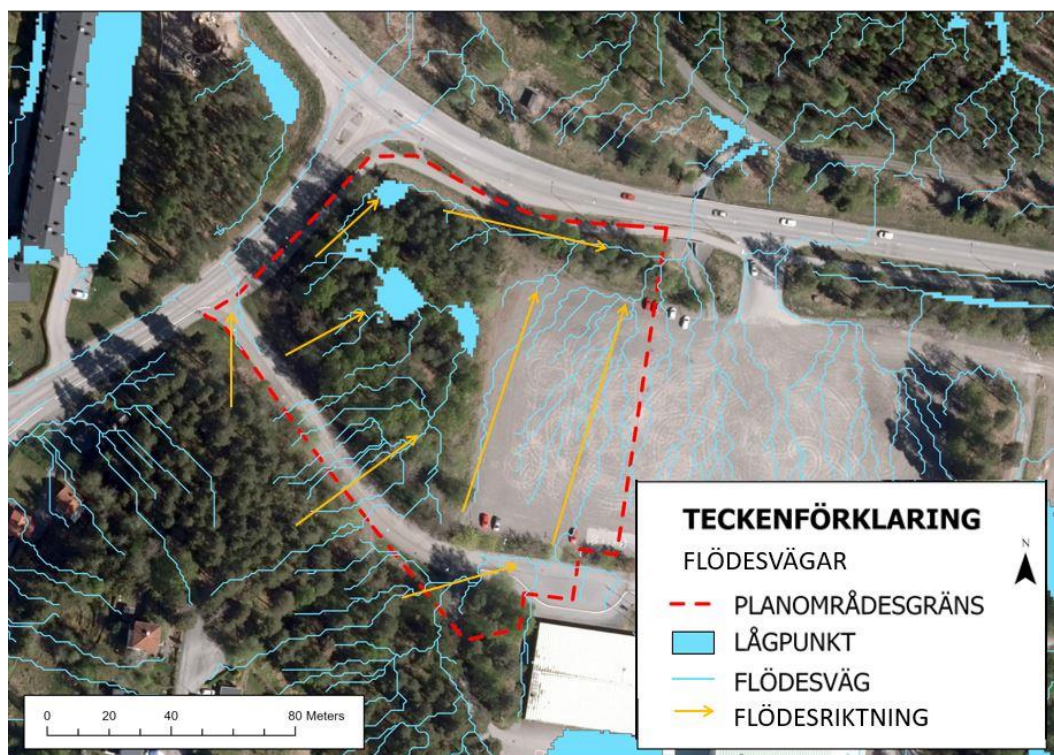 TECKENFÖRKLARING
FLÖDESVÄGAR
N
PLANOMRÅDESGRÄNS
LÅGPUNKT
FLÖDESVÄG
FLÖDESRIKTNING
0 20 40 80 Meters